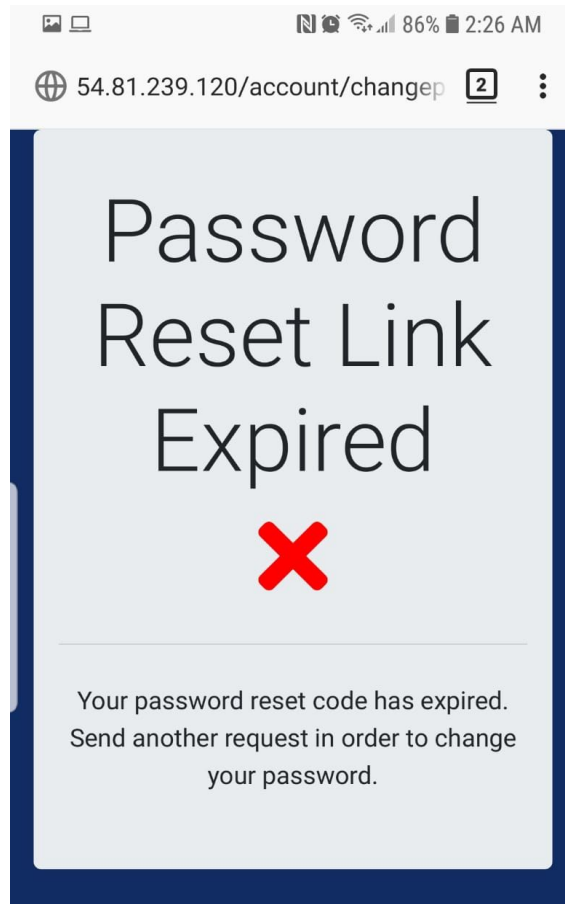 86% 2:26 AM
54.81.239.120/account/changep 2
Password
Reset Link
Expired
Your password reset code has expired.
Send another request in order to change
your password.